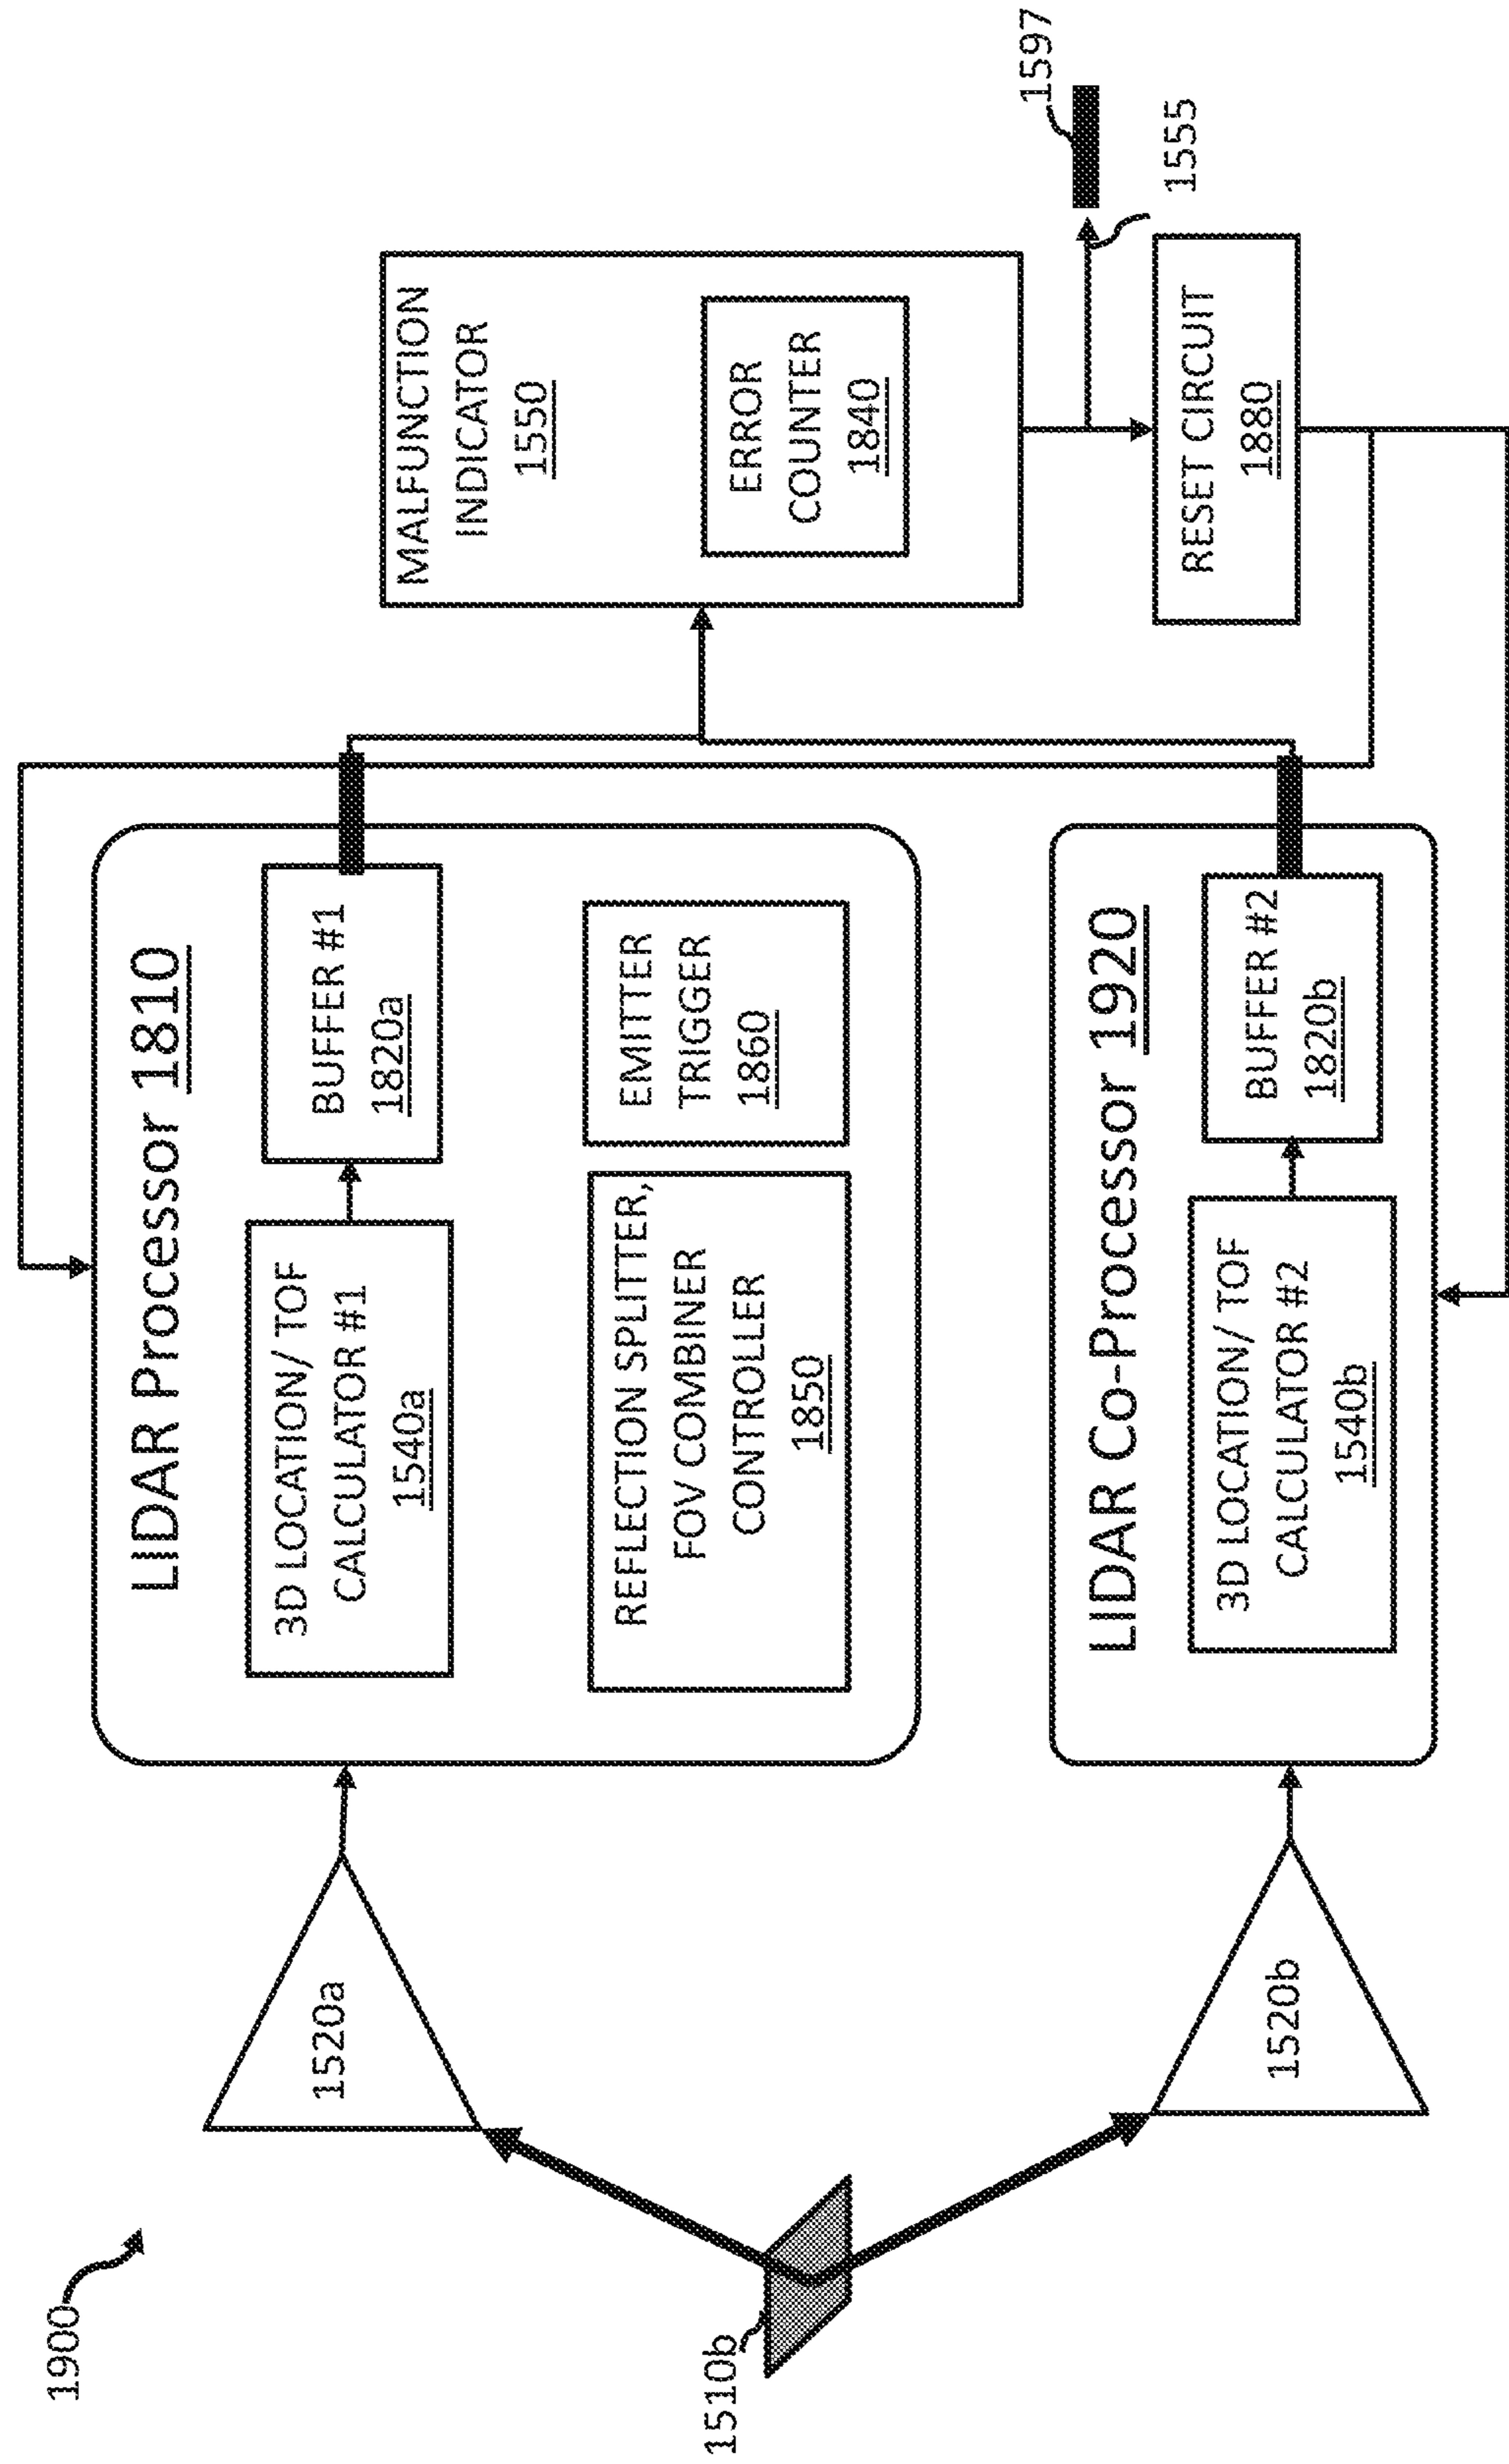 1900
1510b
1520a
1520b
LIDAR Processor 1810
3D LOCATION/ TOF
CALCULATOR #1
1540a
BUFFER #1
1820a
REFLECTION SPLITTER,
FOV COMBINER
CONTROLLER
1850
EMITTER
TRIGGER
1860
LIDAR Co-Processor 1920
3D LOCATION/ TOF
CALCULATOR #2
1540b
BUFFER #2
1820b
MALFUNCTION
INDICATOR
1550
ERROR
COUNTER
1840
1597
1555
RESET CIRCUIT
1880